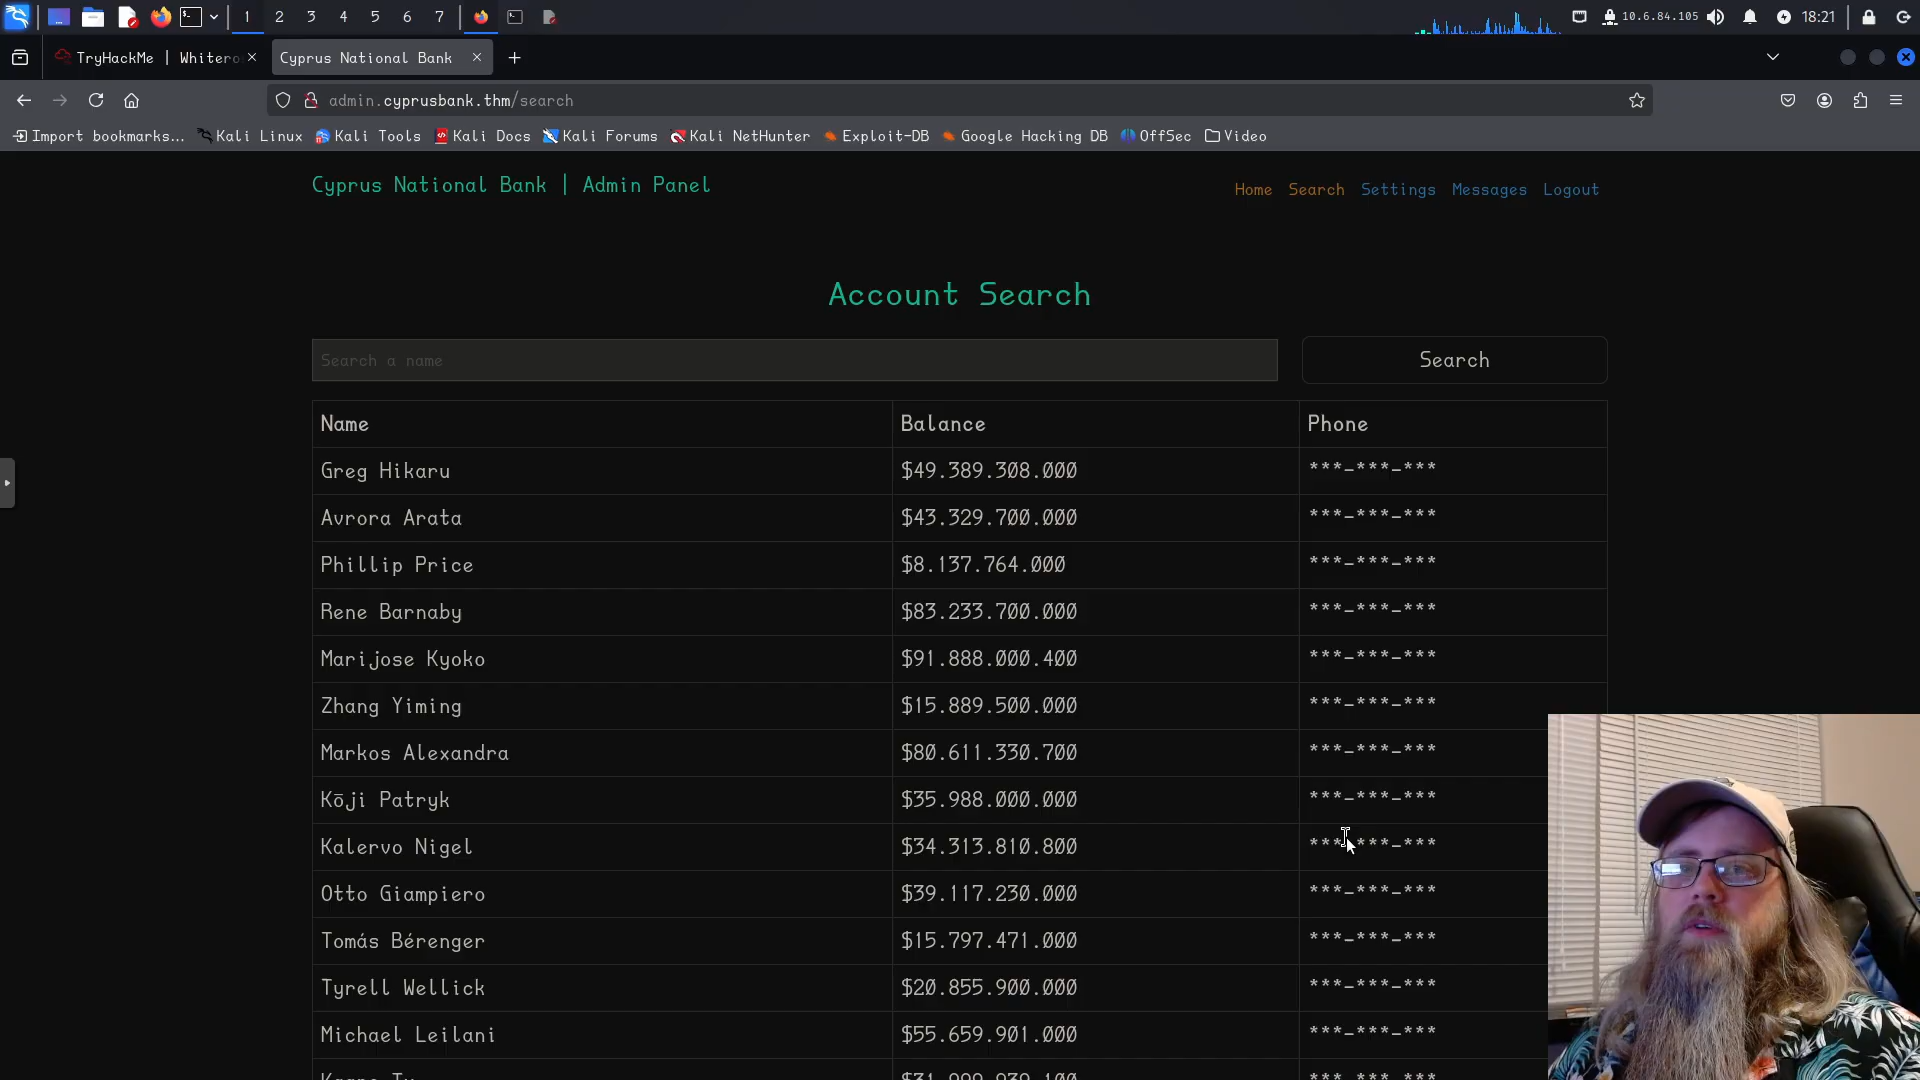 1 2 3 4 5 6 7
10.6.84.105
18:21
TryHackMe | Whitero
Cyprus National Bank
admin.cyprusbank.thm/search
Import bookmarks...
Kali Linux
Kali Tools
Kali Docs
Kali Forums
Kali NetHunter
Exploit-DB
Google Hacking DB
OffSec
Video
Cyprus National Bank | Admin Panel
Home Search Settings Messages Logout
Account Search
Search a name
Search
Name Balance Phone
Greg Hikaru $49.389.308.000 ***-***-***
Avrora Arata $43.329.700.000 ***-***-***
Phillip Price $8.137.764.000 ***-***-***
Rene Barnaby $83.233.700.000 ***-***-***
Marijose Kyoko $91.888.000.400 ***-***-***
Zhang Yiming $15.889.500.000 ***-***-***
Markos Alexandra $80.611.330.700 ***-***-***
Kōji Patryk $35.988.000.000 ***-***-***
Kalervo Nigel $34.313.810.800 ***-***-***
Otto Giampiero $39.117.230.000 ***-***-***
Tomás Bérenger $15.797.471.000 ***-***-***
Tyrell Wellick $20.855.900.000 ***-***-***
Michael Leilani $55.659.901.000 ***-***-***